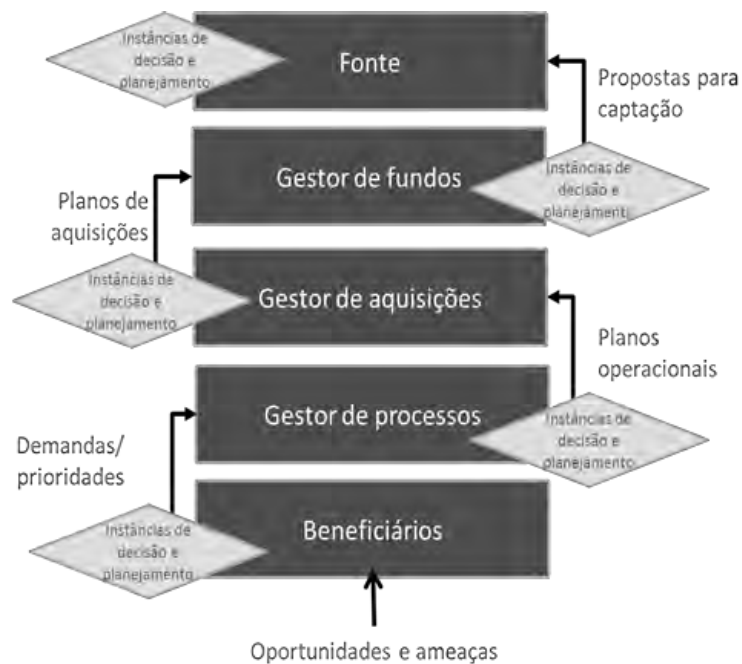 Instâncias de
decisão e
planejamento
Fonte
Propostas para
captação
Gestor de fundos
Instâncias de
decisão e
planejamento
Planos de
aquisições
Instâncias de
decisão e
planejamento
Gestor de aquisições
Planos
operacionais
Gestor de processos
Instâncias de
decisão e
planejamento
Demandas/
prioridades
Instâncias de
decisão e
planejamento
Beneficiários
Oportunidades e ameaças